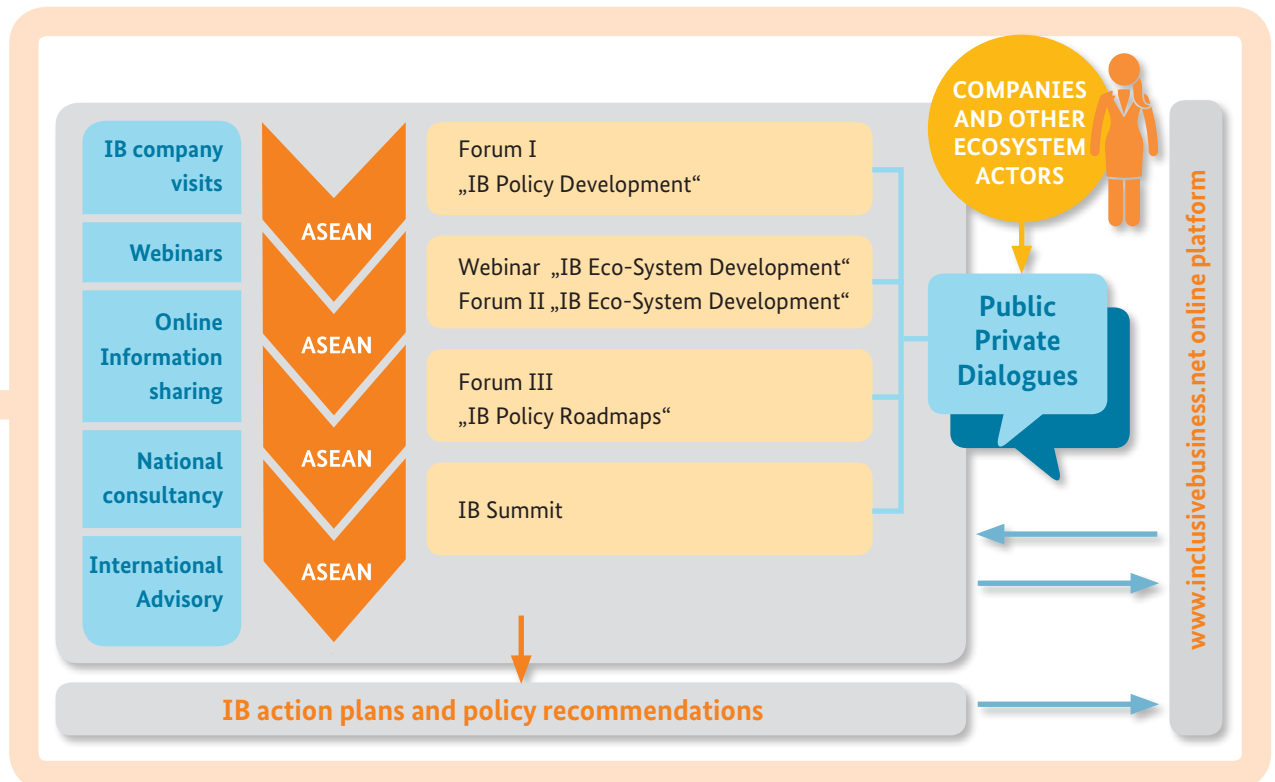 IB company
visits
Webinars
Online
Information
sharing
National
consultancy
International
Advisory
ASEAN
ASEAN
ASEAN
ASEAN
Forum I
„IB Policy Development“
Webinar „IB Eco-System Development“
Forum II „IB Eco-System Development“
Forum III
„IB Policy Roadmaps“
IB Summit
COMPANIES
AND OTHER
ECOSYSTEM
ACTORS
Public
Private
Dialogues
www.inclusivebusiness.net online platform
IB action plans and policy recommendations